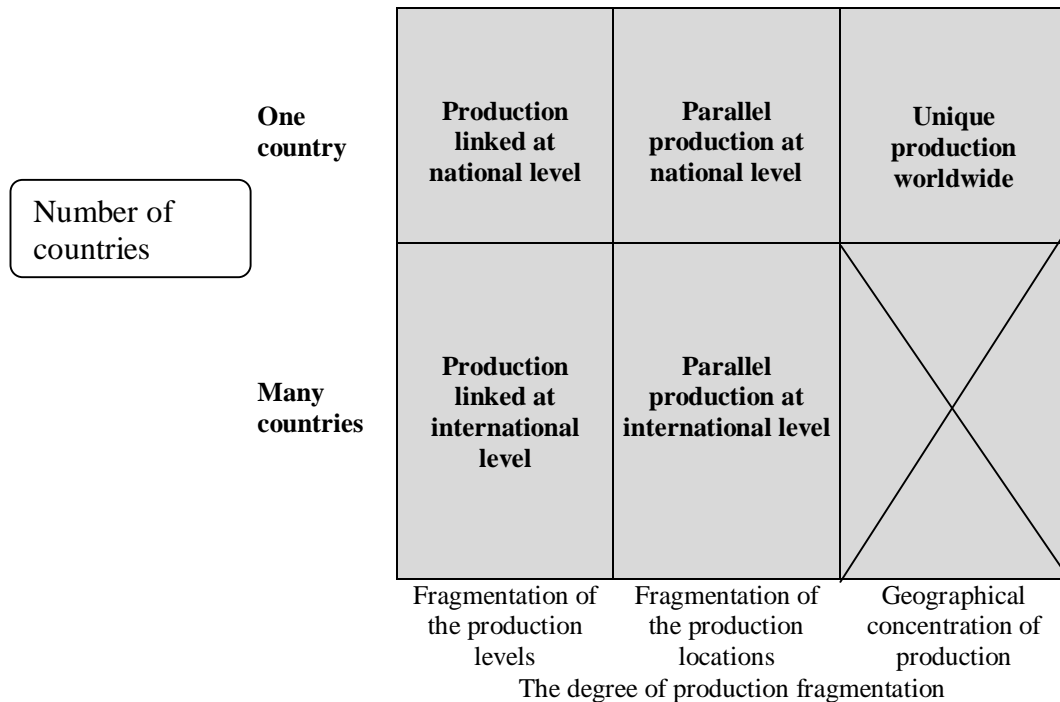 One
country
Production
linked at
national level
Parallel
production at
national level
Unique
production
worldwide
Number of
countries
Many
countries
Production
linked at
international
level
Parallel
production at
international level
Fragmentation of
the production
levels
Fragmentation of
the production
locations
Geographical
concentration of
production
The degree of production fragmentation